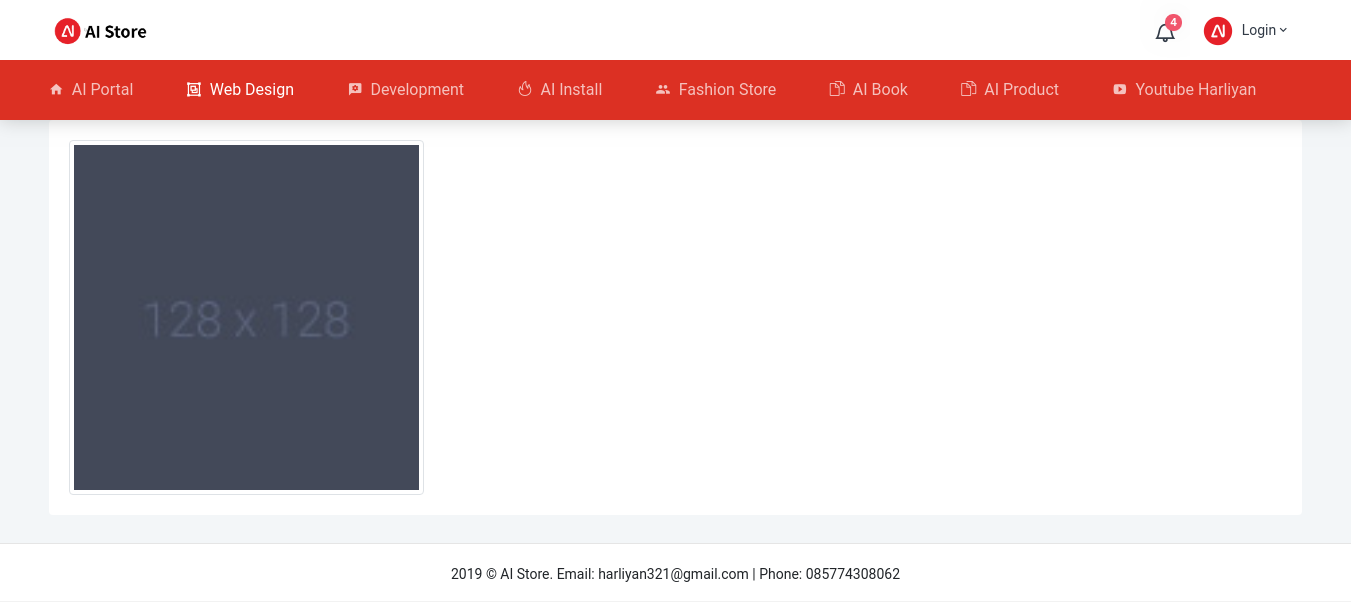 AI Store
4
Login
AI Portal
Web Design
Development
AI Install
Fashion Store
AI Book
AI Product
Youtube Harliyan
128 x 128
2019 © AI Store. Email: harliyan321@gmail.com | Phone: 085774308062